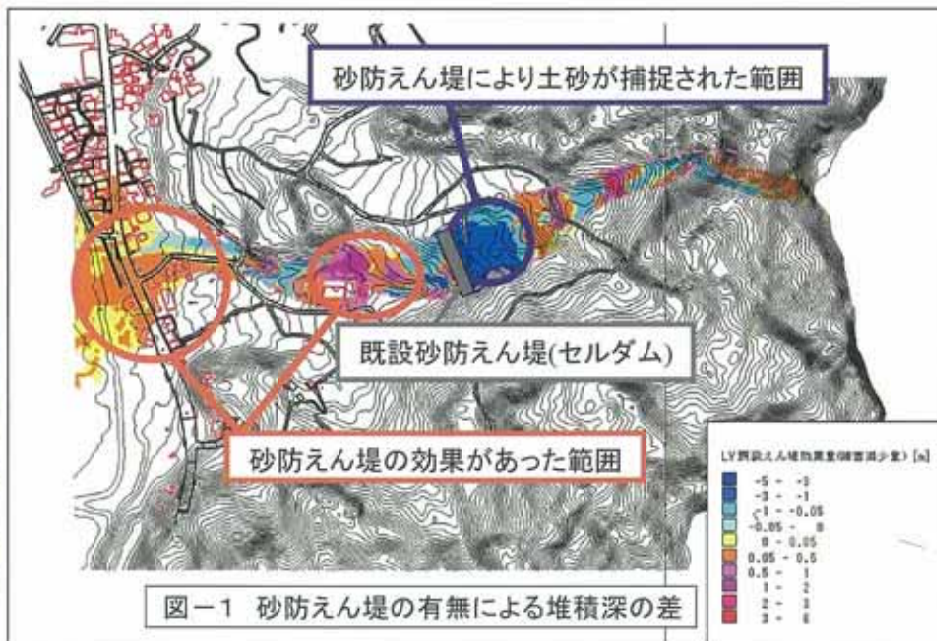 砂防えん堤により土砂が捕捉された範囲
既設砂防えん堤(セルダム)
砂防えん堤の効果があった範囲
-5 - -3
-3 - -1
-1 - -0.05
-0.05 - 0
0 - 0.05
0.05 - 0.5
0.5 - 1
1 - 2
2 - 3
3 - 6
図-1 砂防えん堤の有無による堆積深の差